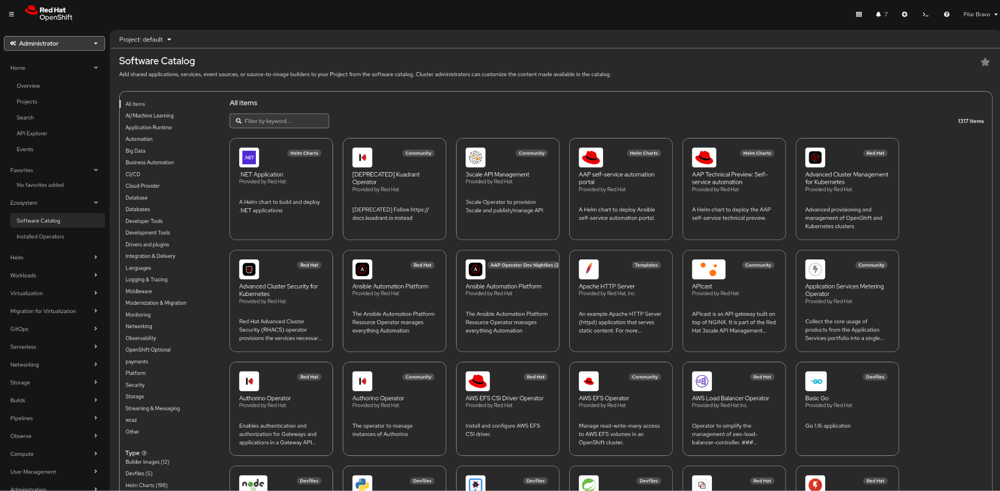 Red Hat
OpenShift
7
Pilar Bravo
Administrator
Home
Overview
Projects
Search
API Explorer
Events
Favorites
No favorites added
Ecosystem
Software Catalog
Installed Operators
Helm
Workloads
Virtualization
Migration for Virtualization
GitOps
Serverless
Networking
Storage
Builds
Pipelines
Observe
Compute
User Management
Administration
Project: default
Software Catalog
Add shared applications, services, event sources, or source-to-image builders to your Project from the software catalog. Cluster administrators can customize the content made available in the catalog.
All items
AI/Machine Learning
Application Runtime
Automation
Big Data
Business Automation
CI/CD
Cloud Provider
Database
Databases
Developer Tools
Development Tools
Drivers and plugins
Integration & Delivery
Languages
Logging & Tracing
Middleware
Modernization & Migration
Monitoring
Networking
Observability
OpenShift Optional
payments
Platform
Security
Storage
Streaming & Messaging
wcaz
Other
Type
Builder Images (12)
Devfiles (5)
Helm Charts (198)
All items
Filter by keyword...
1317 items
.NET
Helm Charts
.NET Application
Provided by Red Hat
A Helm chart to build and deploy
.NET applications
Community
[DEPRECATED] Kuadrant
Operator
Provided by Red Hat
[DEPRECATED] Follow https://
docs.kuadrant.io instead
Community
3scale API Management
Provided by Red Hat
3scale Operator to provision
3scale and publish/manage API
Helm Charts
AAP self-service automation
portal
Provided by Red Hat
A Helm chart to deploy Ansible
self-service automation portal.
Helm Charts
AAP Technical Preview: Self-
service automation
Provided by Red Hat
A Helm chart to deploy the AAP
self-service technical preview.
Red Hat
Advanced Cluster Management
for Kubernetes
Provided by Red Hat
Advanced provisioning and
management of OpenShift and
Kubernetes clusters
Red Hat
Advanced Cluster Security for
Kubernetes
Provided by Red Hat
Red Hat Advanced Cluster
Security (RHACS) operator
provisions the services necessar...
A
Red Hat
Ansible Automation Platform
Provided by Red Hat
The Ansible Automation Platform
Resource Operator manages
everything Automation
A
AAP Operator Dev Nightlies (2.
Ansible Automation Platform
Provided by Red Hat
The Ansible Automation Platform
Resource Operator manages
everything Automation
Templates
Apache HTTP Server
Provided by Red Hat, Inc.
An example Apache HTTP Server
(httpd) application that serves
static content. For more...
Community
APIcast
Provided by Red Hat
APIcast is an API gateway built on
top of NGINX. It is part of the Red
Hat 3scale API Management...
Community
Application Services Metering
Operator
Provided by Red Hat
Collect the core usage of
products from the Application
Services portfolio into a single...
Red Hat
Authorino Operator
Provided by Red Hat
Enables authentication and
authorization for Gateways and
applications in a Gateway API...
Community
Authorino Operator
Provided by Red Hat
The operator to manage
instances of Authorino
Red Hat
AWS EFS CSI Driver Operator
Provided by Red Hat
Install and configure AWS EFS
CSI driver.
Community
AWS EFS Operator
Provided by Red Hat
Manage read-write-many access
to AWS EFS volumes in an
OpenShift cluster.
Red Hat
AWS Load Balancer Operator
Provided by Red Hat Inc.
Operator to simplify the
management of aws-load-
balancer-controller. ###...
GO
Devfiles
Basic Go
Provided by Red Hat
Go 1.16 application
node
Devfiles
Devfiles
Devfiles
Devfiles
Red Hat
Red Hat